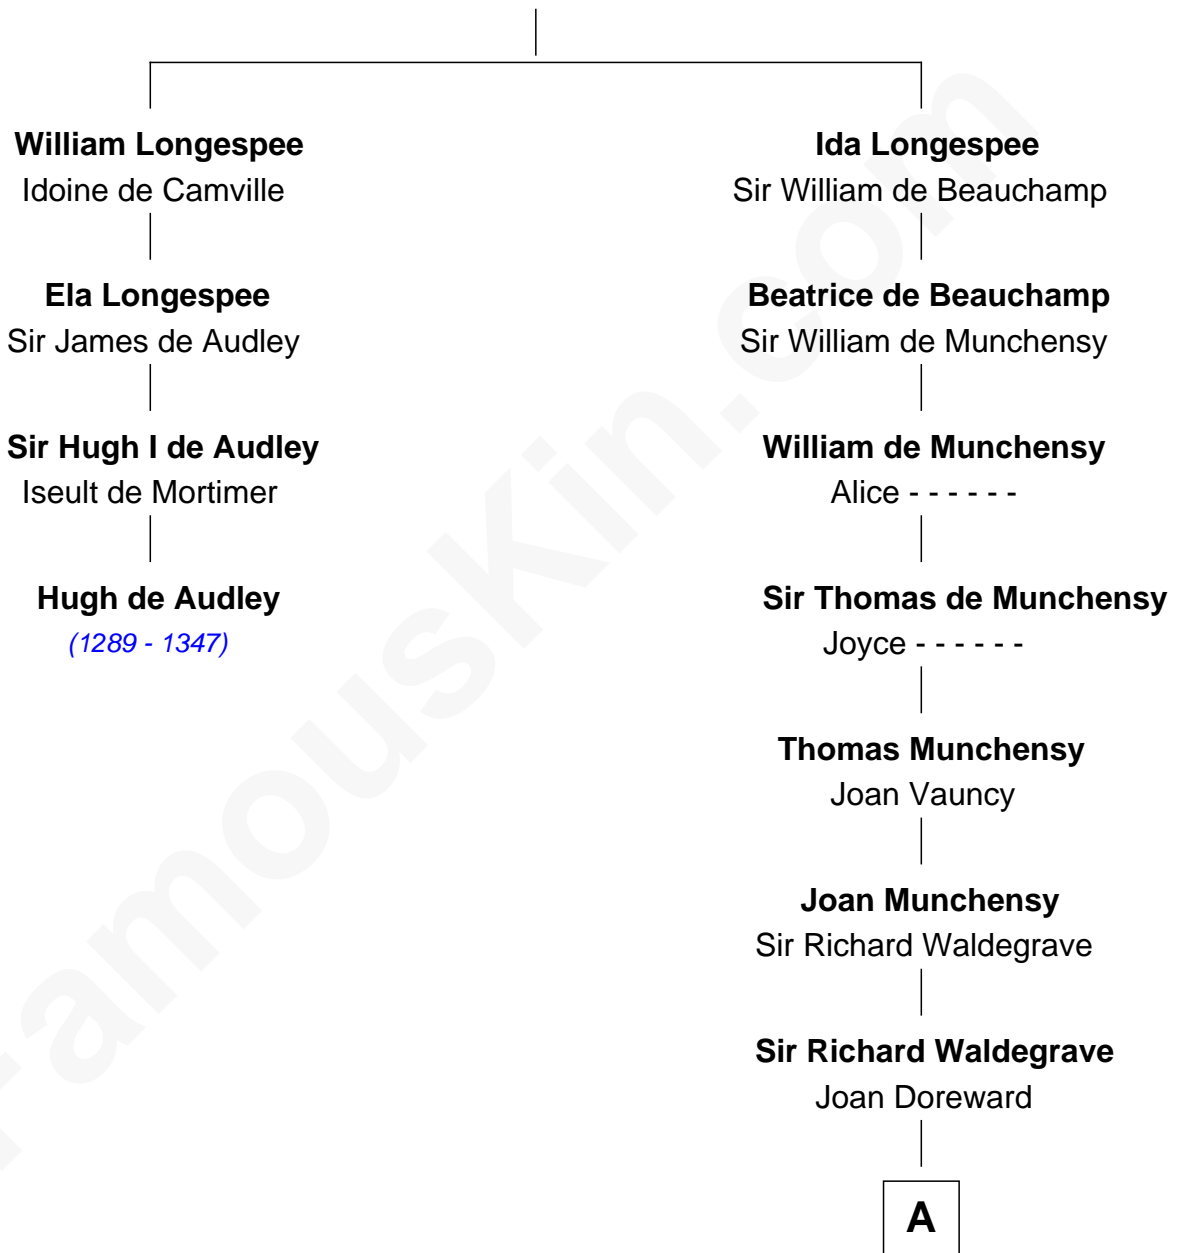 William Longespee
Idoine de Camville
Ela Longespee
Sir James de Audley
Sir Hugh I de Audley
Iseult de Mortimer
Hugh de Audley
(1289 - 1347)
Ida Longespee
Sir William de Beauchamp
Beatrice de Beauchamp
Sir William de Munchensy
William de Munchensy
Alice - - - - - -
Sir Thomas de Munchensy
Joyce - - - - - -
Thomas Munchensy
Joan Vauncy
Joan Munchensy
Sir Richard Waldegrave
Sir Richard Waldegrave
Joan Doreward
A
FamousKin.com